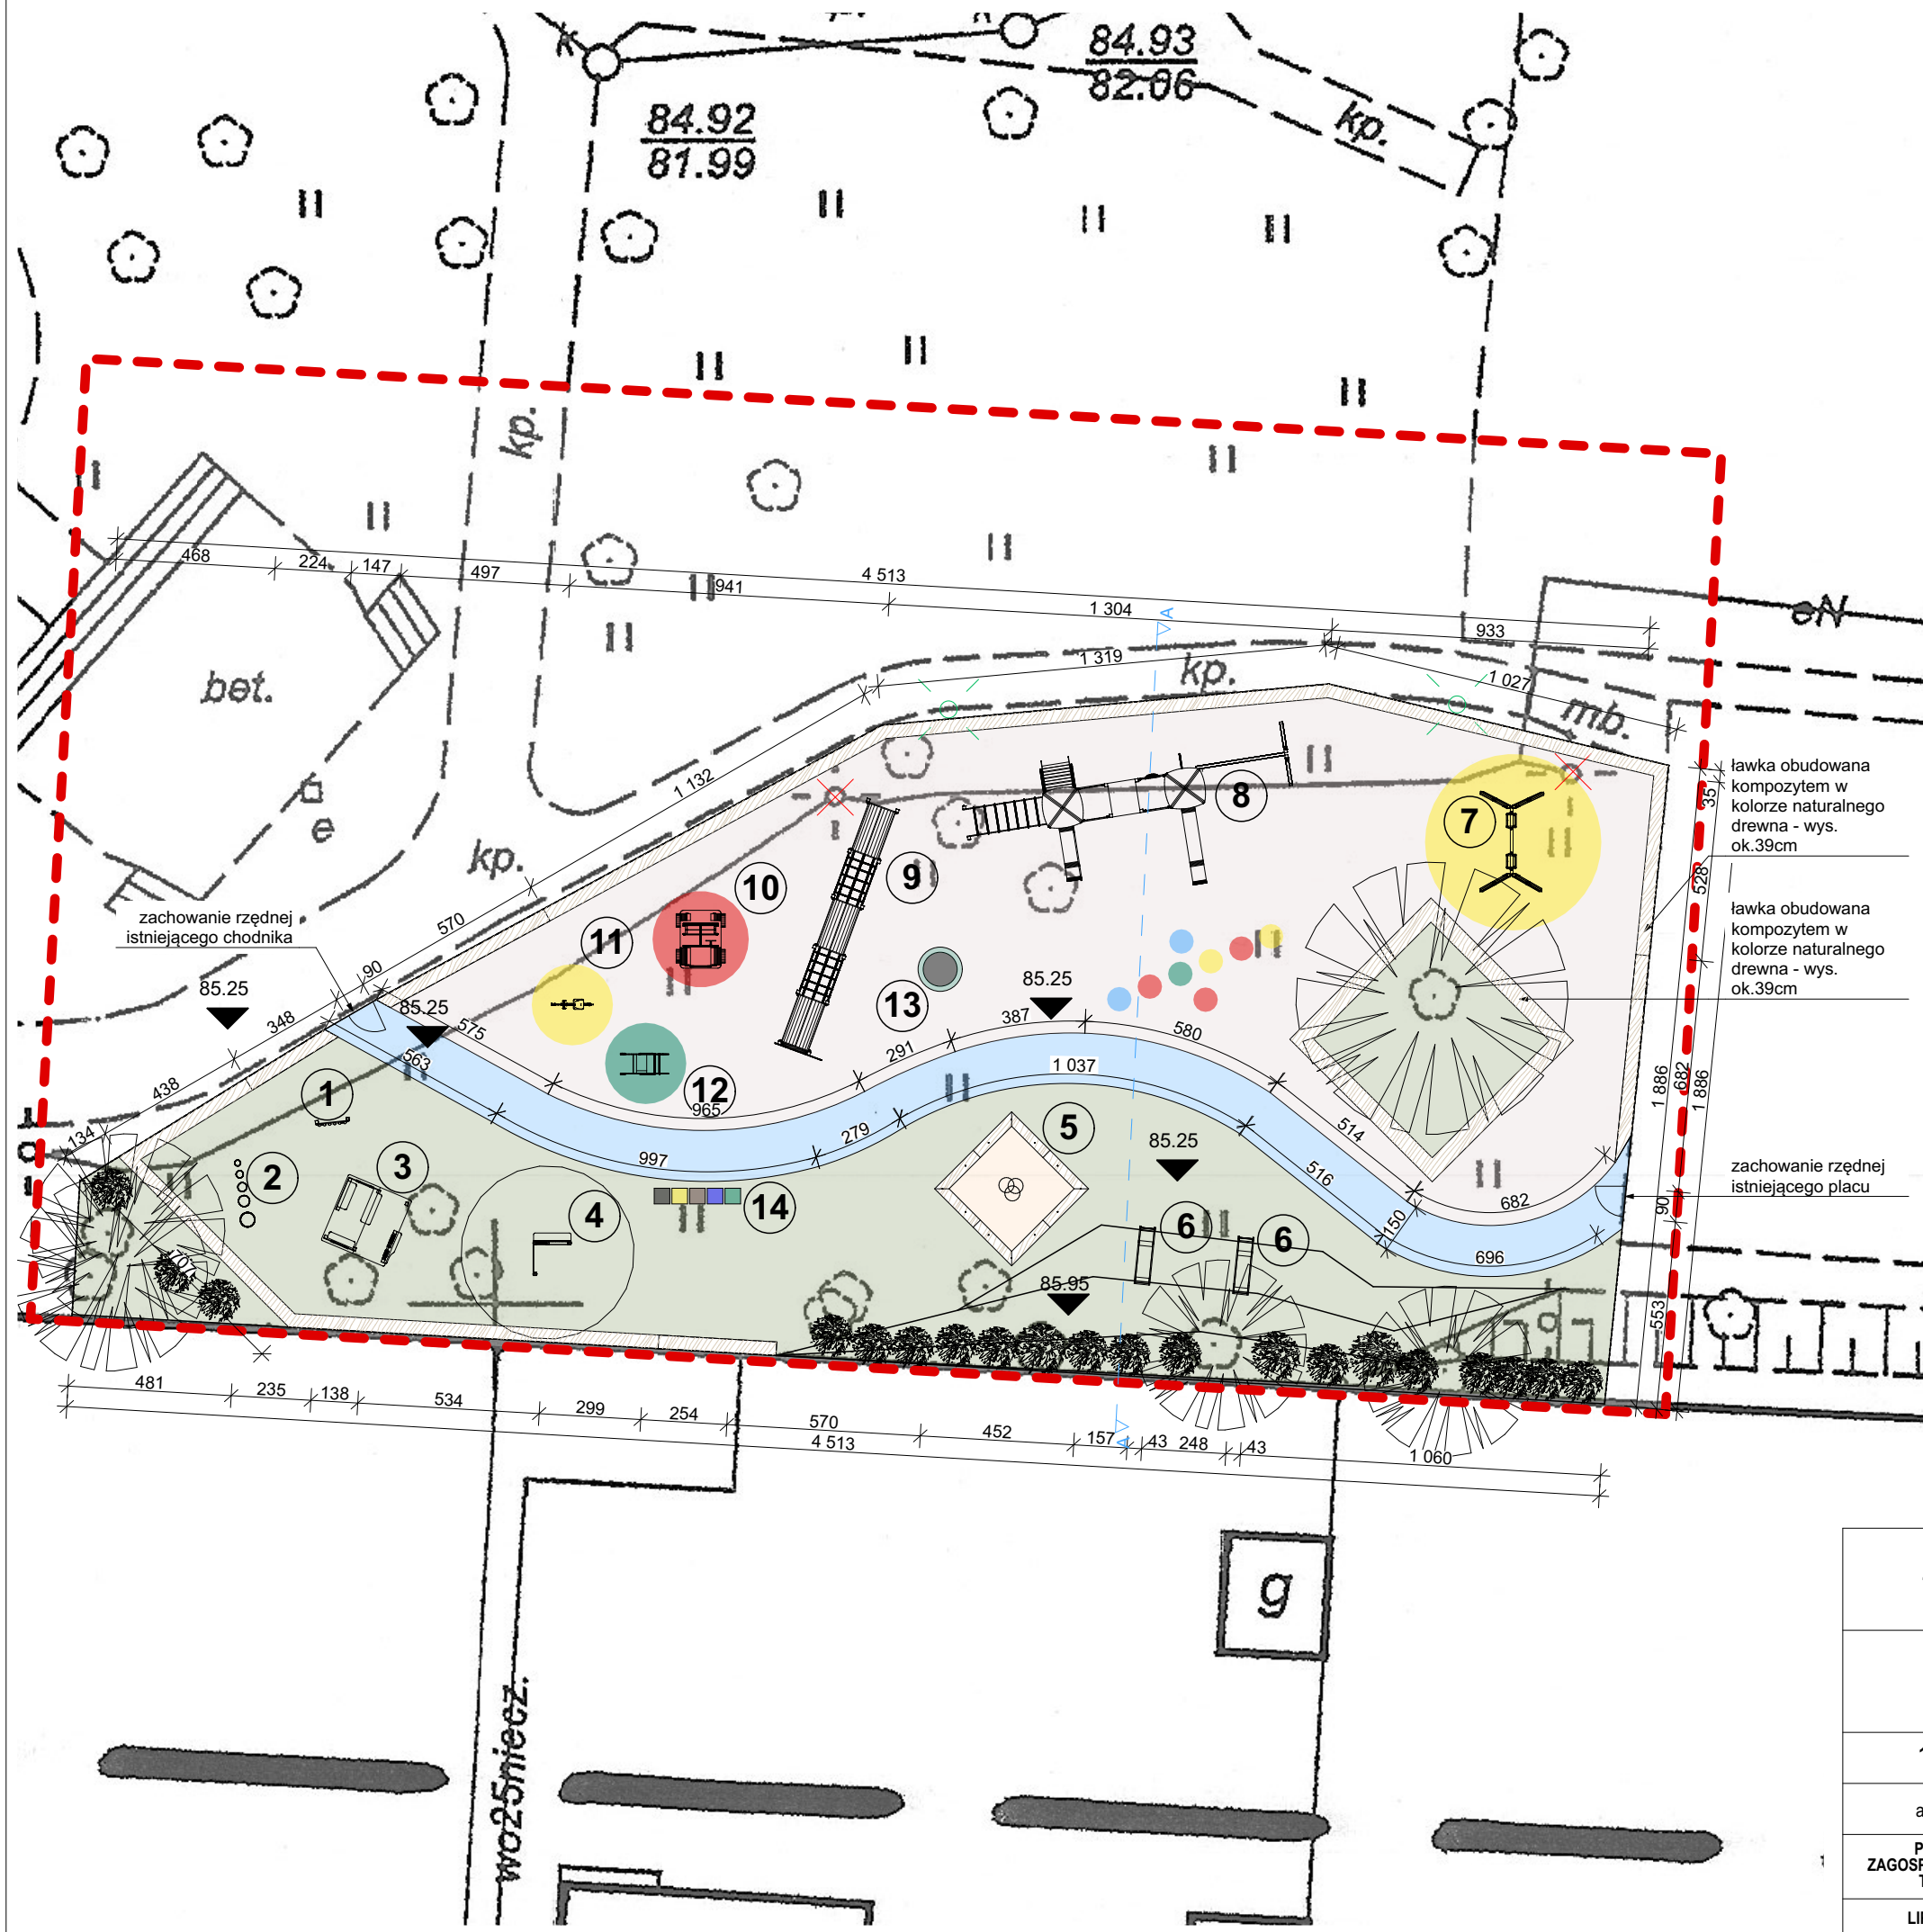 84.93
82.06
84.92
81.99
kp.
kp.
468
224
147
497
941
4 513
1 304
933
eN
1 319
kp.
1 027
mb.
bet.
e
kp.
1 132
570
90
348
438
134
ławka obudowana
kompozytem w
kolorze naturalnego
drewna - wys.
ok.39cm
ławka obudowana
kompozytem w
kolorze naturalnego
drewna - wys.
ok.39cm
zachowanie rzędnej
istniejącego chodnika
zachowanie rzędnej
istniejącego placu
85.25
85.25
85.25
85.25
85.95
8
7
9
10
11
13
12
1
2
3
4
14
5
6
6
575
563
965
291
387
580
1 037
279
997
514
516
682
150
696
707
35
528
682
1 886
1 886
90
553
A
A
481
235
138
534
299
254
570
452
157
43
248
43
1 060
4 513
g
wo25niecz.
LI